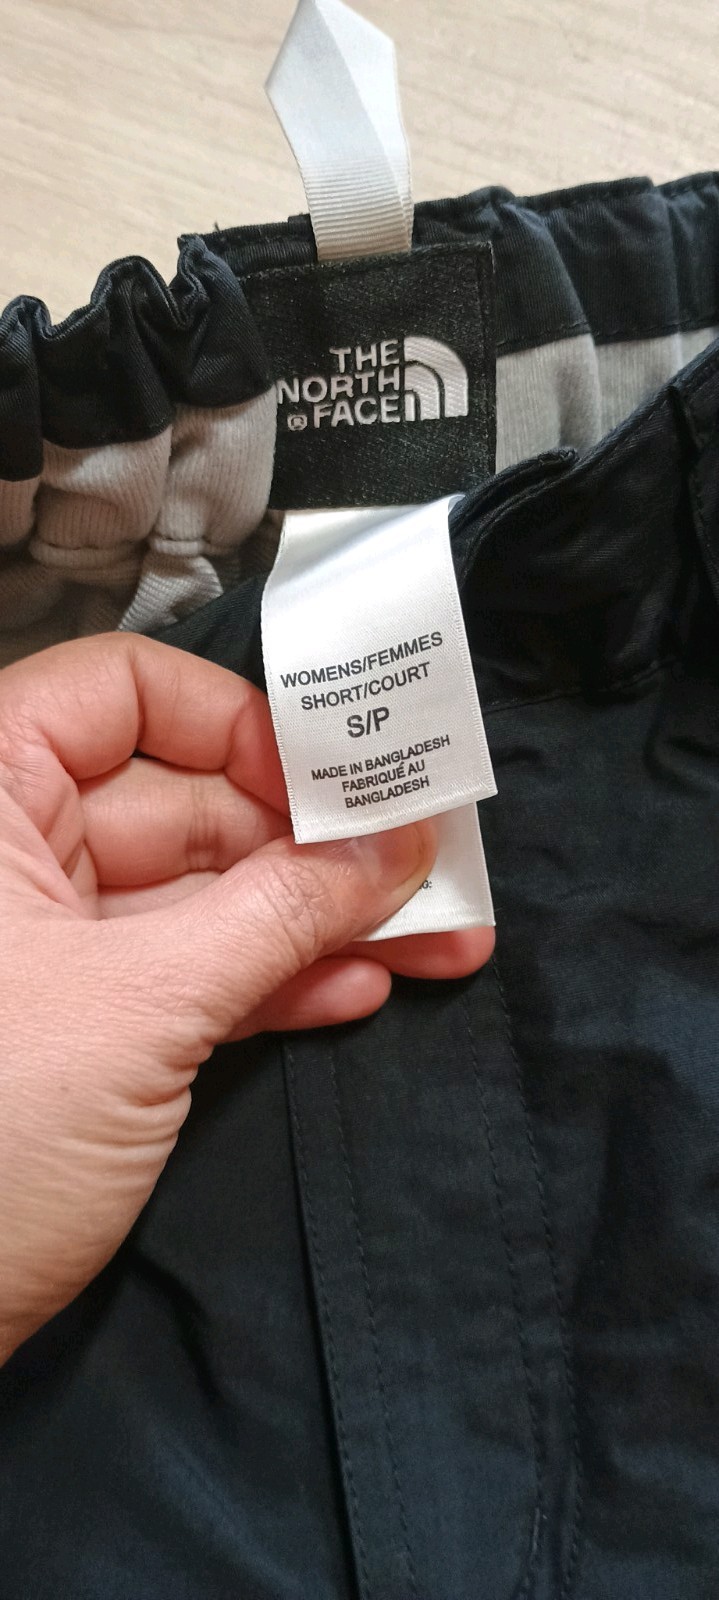 THE
NORTH
® FACE
WOMENS/FEMMES
SHORT/COURT
S/P
MADE IN BANGLADESH
FABRIQUÉ AU
BANGLADESH